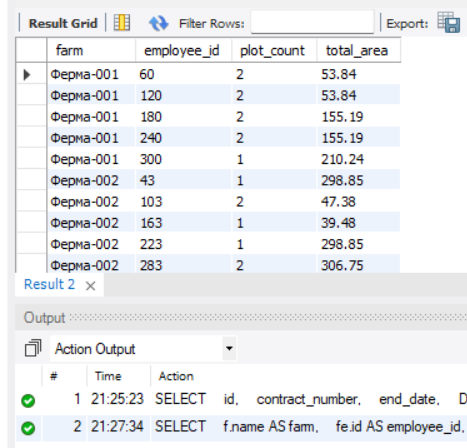 Result Grid Filter Rows: Export:
farm employee_id plot_count total_area
Ферма-001 60 2 53.84
Ферма-001 120 2 53.84
Ферма-001 180 2 155.19
Ферма-001 240 2 155.19
Ферма-001 300 1 210.24
Ферма-002 43 1 298.85
Ферма-002 103 2 47.38
Ферма-002 163 1 39.48
Ферма-002 223 1 298.85
Ферма-002 283 2 306.75
Result 2
Output
Action Output
# Time Action
1 21:25:23 SELECT id, contract_number, end_date, D
2 21:27:34 SELECT f.name AS farm, fe.id AS employee_id,